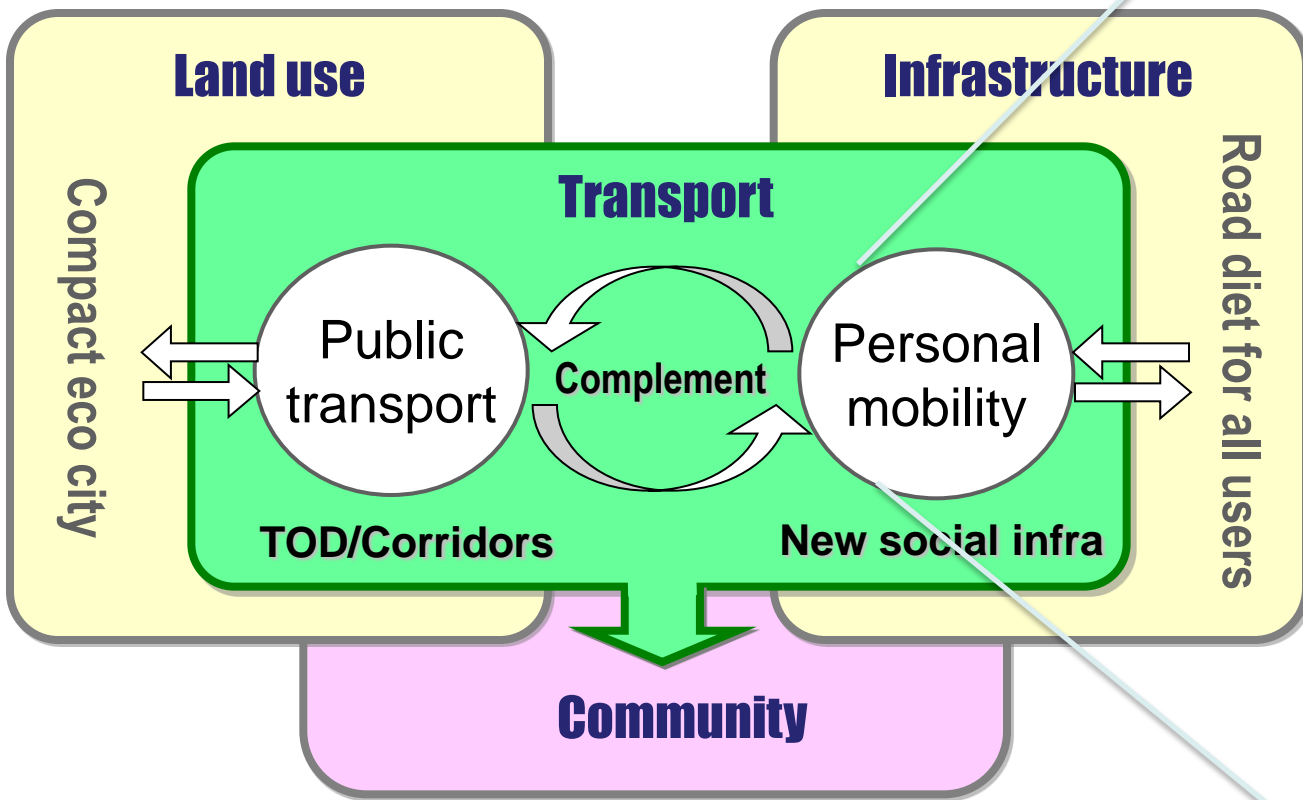 Land use
Infrastructure
Transport
Compact eco city
Public
transport
Complement
Personal
mobility
Road diet for all users
TOD/Corridors
New social infra
Community